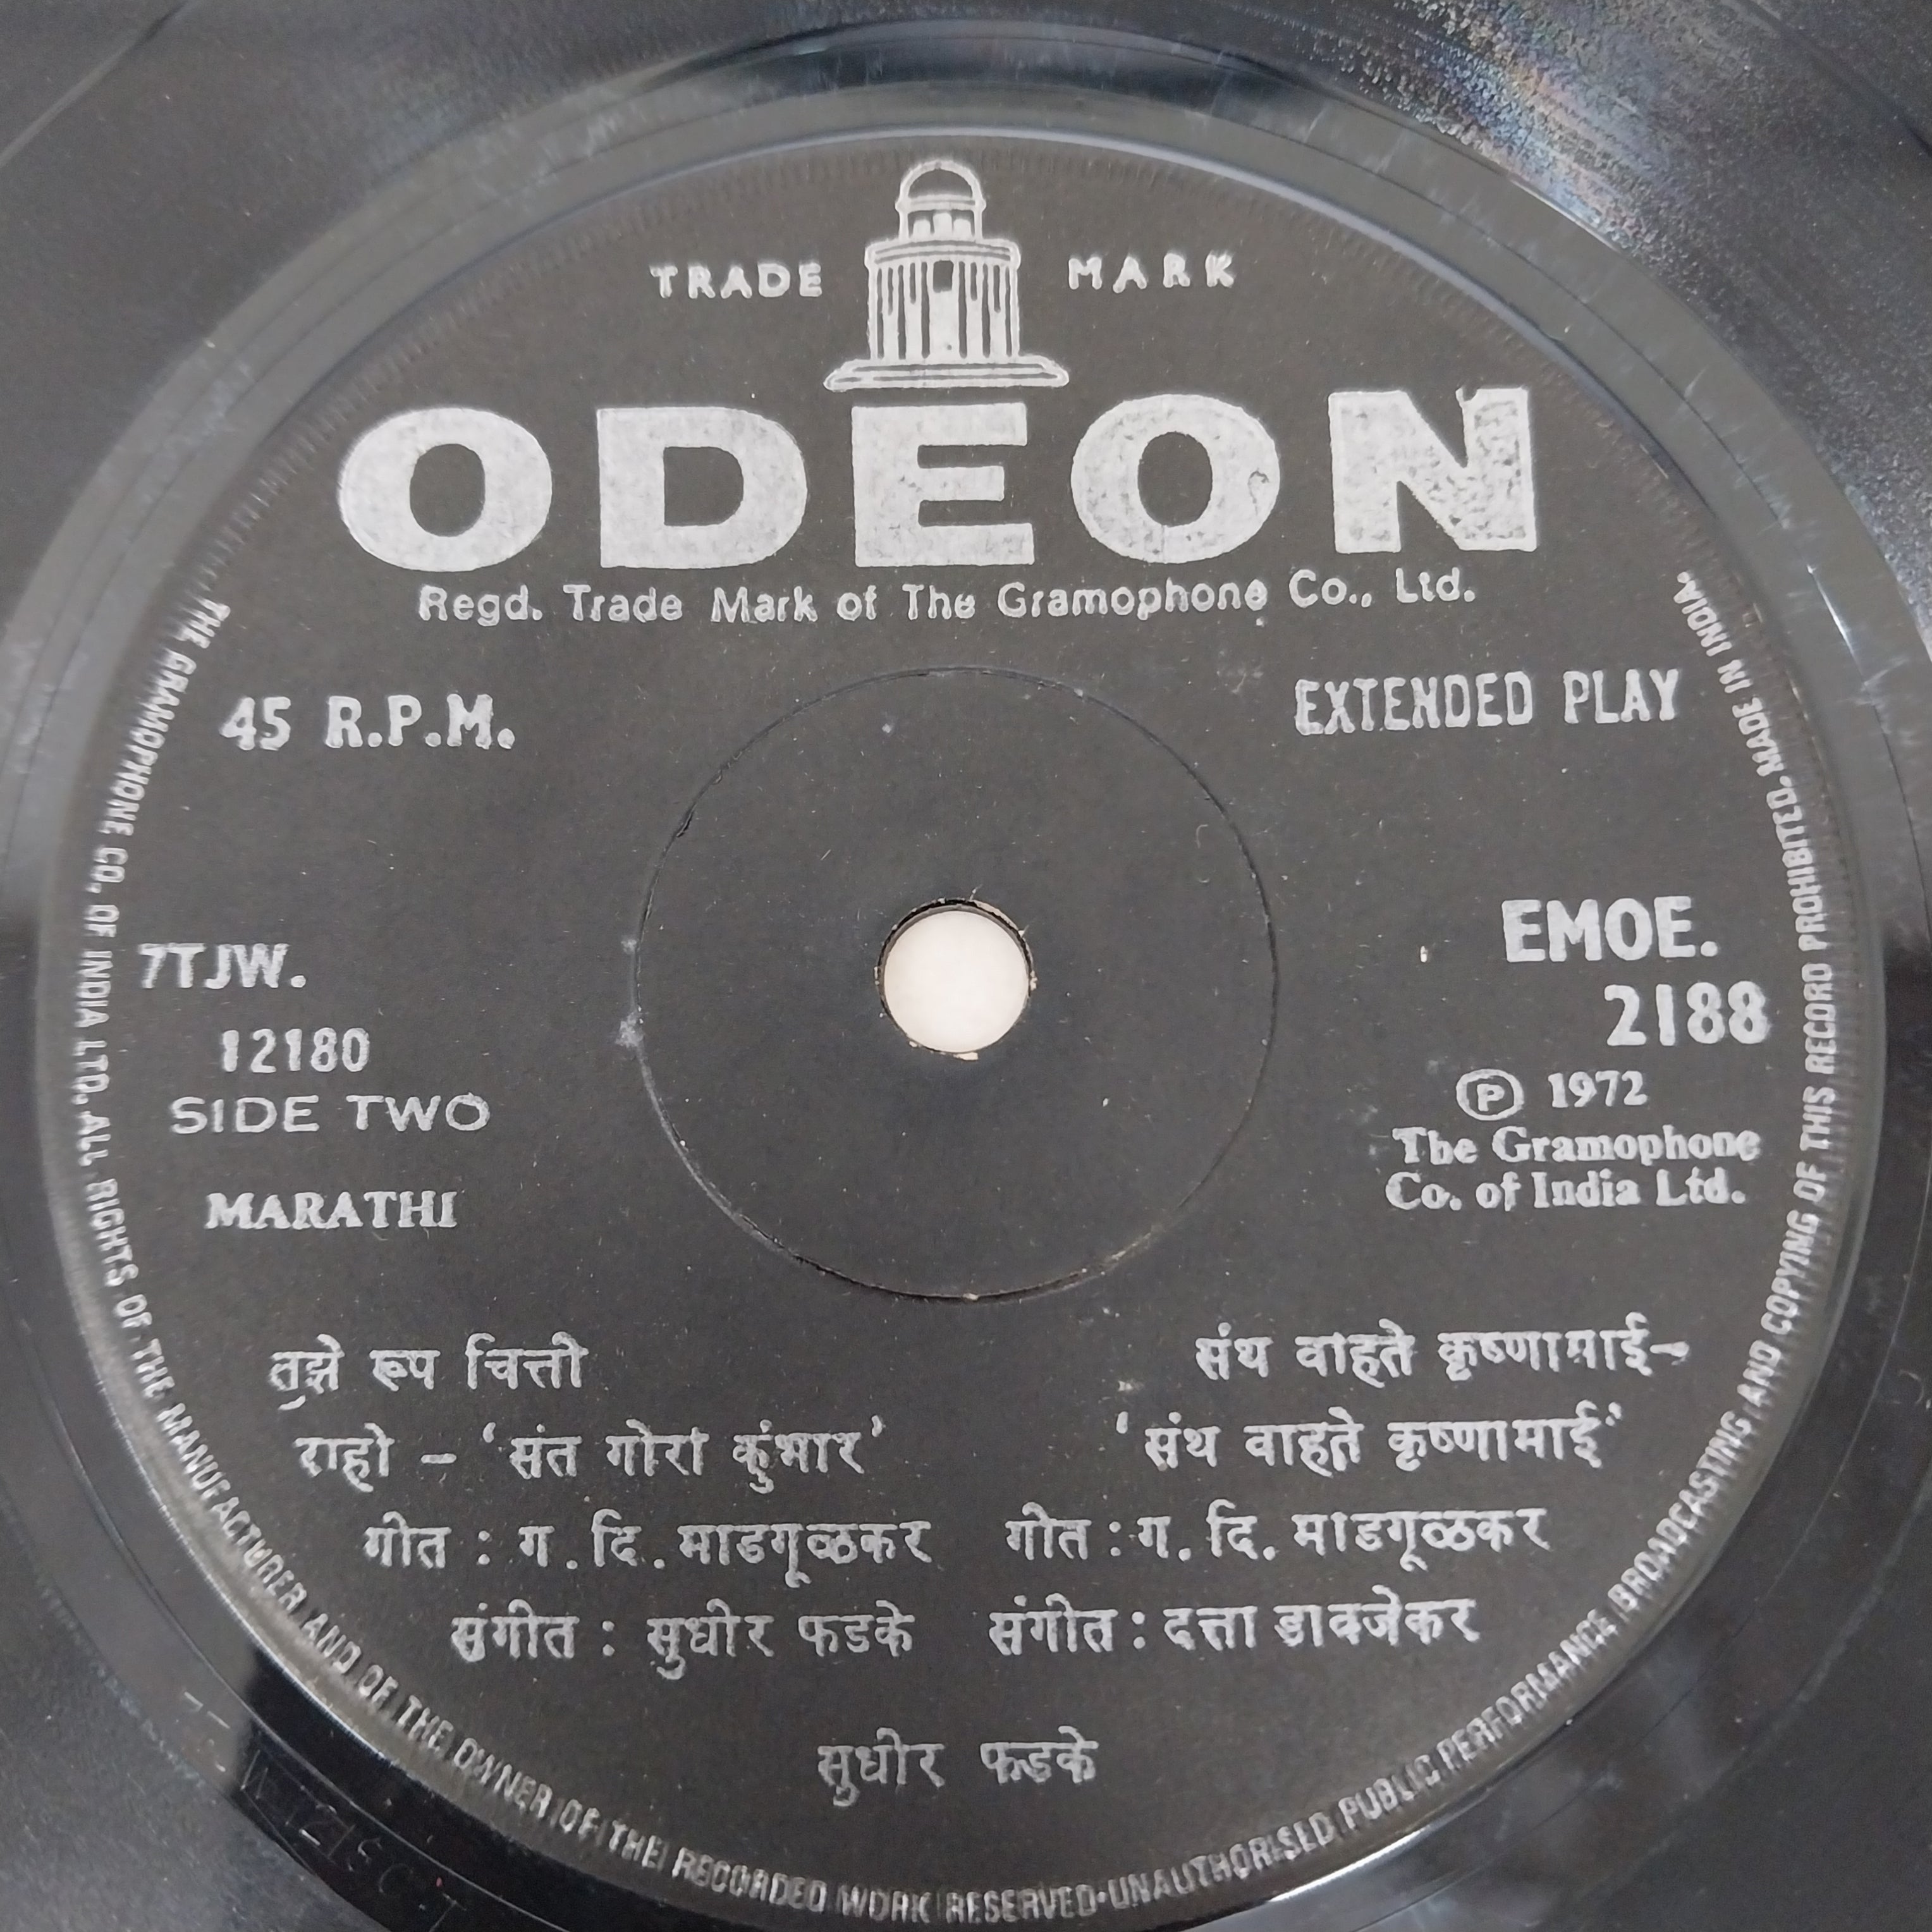 TRADE MARK
ODEON
Regd. Trade Mark of The Gramophone Co., Ltd.
45 R.P.M.
EXTENDED PLAY
7TJW.
12180
SIDE TWO
MARATHI
EMOE.
2188
Ⓟ 1972
The Gramophone
Co. of India Ltd.
तुझे रूप चित्ती
राहो - 'संत गोरा कुंभार'
गीत : ग. दि. माडगूळकर
संगीत : सुधीर फडके
संथ वाहते कृष्णामाई-
'संथ वाहते कृष्णामाई'
गीत : ग. दि. माडगूळकर
संगीत : दत्ता डावजेकर
सुधीर फडके
THE GRAMOPHONE CO. OF INDIA LTD. ALL RIGHTS OF THE MANUFACTURER AND OF THE OWNER OF THE RECORDED WORK RESERVED·UNAUTHORISED PUBLIC PERFORMANCE BROADCASTING AND COPYING OF THIS RECORD PROHIBITED. MADE IN INDIA.